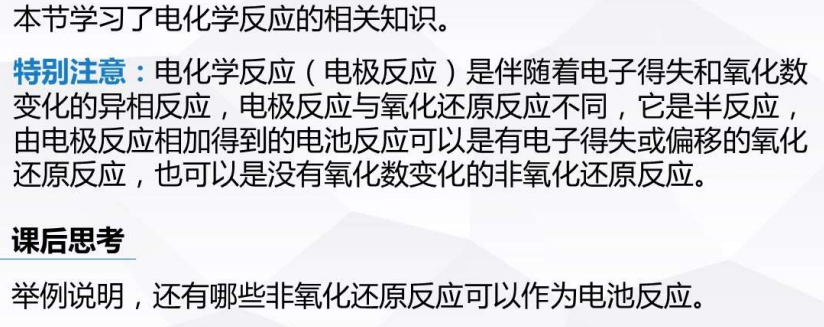 本节学习了电化学反应的相关知识。
特别注意：电化学反应（电极反应）是伴随着电子得失和氧化数
变化的异相反应，电极反应与氧化还原反应不同，它是半反应，
由电极反应相加得到的电池反应可以是有电子得失或偏移的氧化
还原反应，也可以是没有氧化数变化的非氧化还原反应。
课后思考
举例说明，还有哪些非氧化还原反应可以作为电池反应。